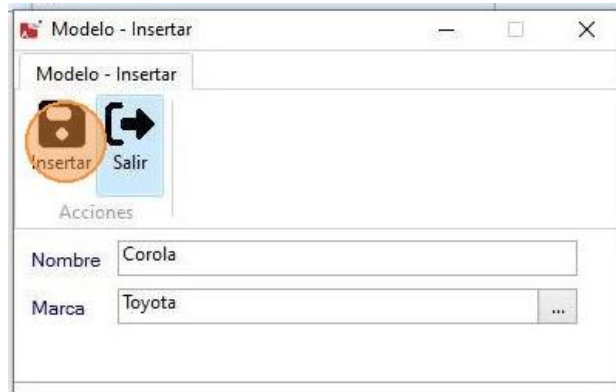 Modelo - Insertar
Modelo - Insertar
Insertar Salir
Acciones
Nombre Corola
Marca Toyota ...